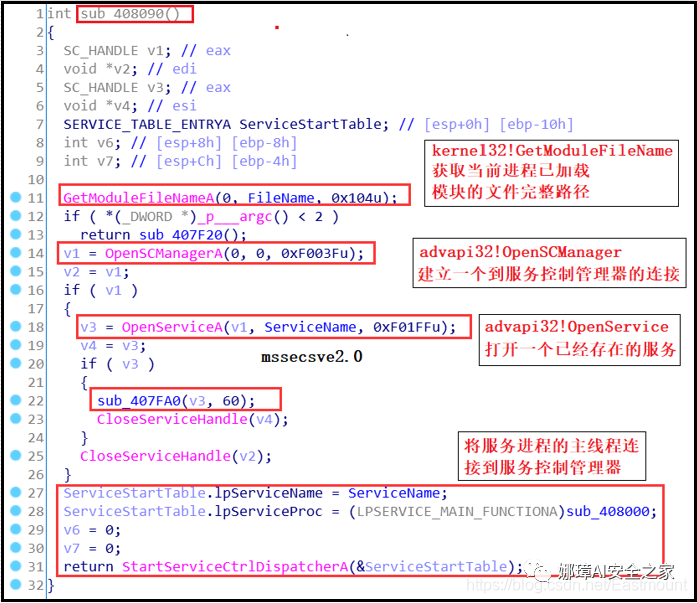 1 int sub_408090()
2 {
3 SC_HANDLE v1; // eax
4 void *v2; // edi
5 SC_HANDLE v3; // eax
6 void *v4; // esi
7 SERVICE_TABLE_ENTRYA ServiceStartTable; // [esp+0h] [ebp-10h]
8 int v6; // [esp+8h] [ebp-8h]
9 int v7; // [esp+Ch] [ebp-4h]
10
kernel32!GetModuleFileName
获取当前进程已加载
模块的文件完整路径
11 GetModuleFileNameA(0, FileName, 0x104u);
12 if ( *(_DWORD *)_p___argc() < 2 )
13 return sub_407F20();
14 v1 = OpenSCManagerA(0, 0, 0xF003Fu);
advapi32!OpenSCManager
建立一个到服务控制管理器的连接
15 v2 = v1;
16 if ( v1 )
17 {
18 v3 = OpenServiceA(v1, ServiceName, 0xF01FFu);
advapi32!OpenService
打开一个已经存在的服务
19 v4 = v3;
mssecsve2.0
20 if ( v3 )
21 {
22 sub_407FA0(v3, 60);
23 CloseServiceHandle(v4);
24 }
将服务进程的主线程连
接到服务控制管理器
25 CloseServiceHandle(v2);
26 }
27 ServiceStartTable.lpServiceName = ServiceName;
28 ServiceStartTable.lpServiceProc = (LPSERVICE_MAIN_FUNCTIONA)sub_408000;
29 v6 = 0;
30 v7 = 0;
31 return StartServiceCtrlDispatcherA(&ServiceStartTable);
娜璋AI安全之家
https://blog.csdn.net/Eastmount
32 }